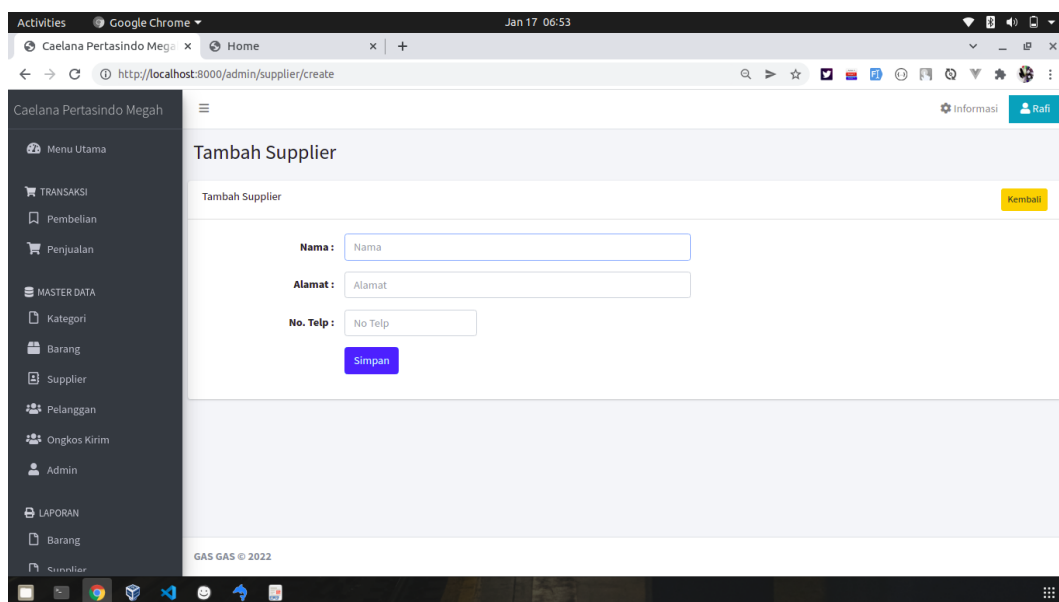 Activities Google Chrome Jan 17 06:53
Caelana Pertasindo Mega Home
http://localhost:8000/admin/supplier/create
Caelana Pertasindo Megah
Informasi Rafi
Menu Utama
TRANSAKSI
Pembelian
Penjualan
MASTER DATA
Kategori
Barang
Supplier
Pelanggan
Ongkos Kirim
Admin
LAPORAN
Barang
Supplier
Tambah Supplier
Tambah Supplier Kembali
Nama : Nama
Alamat : Alamat
No. Telp : No Telp
Simpan
GAS GAS © 2022